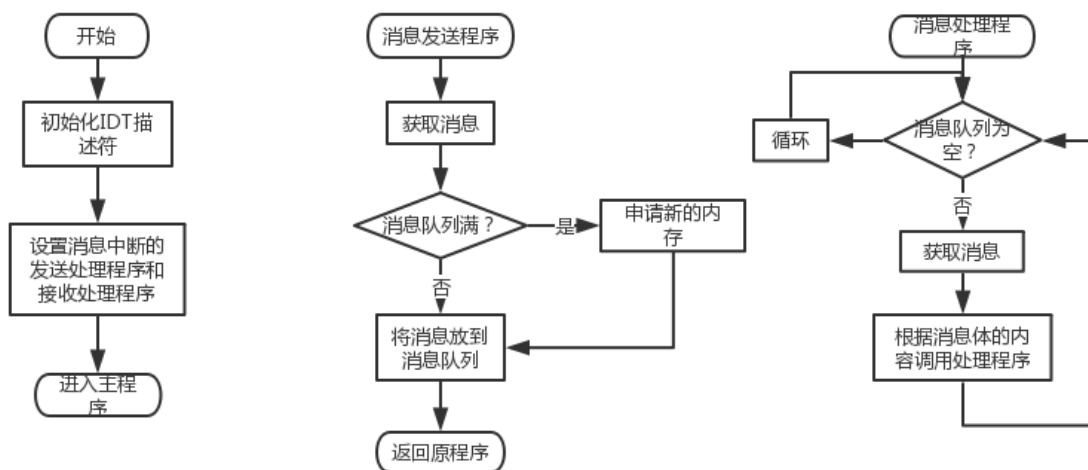 开始
初始化IDT描
述符
设置消息中断的
发送处理程序和
接收处理程序
进入主程
序
消息发送程序
获取消息
消息队列满？
是
申请新的内
存
否
将消息放到
消息队列
返回原程序
消息处理程
序
循环
消息队列为
空？
否
获取消息
根据消息体的内
容调用处理程序